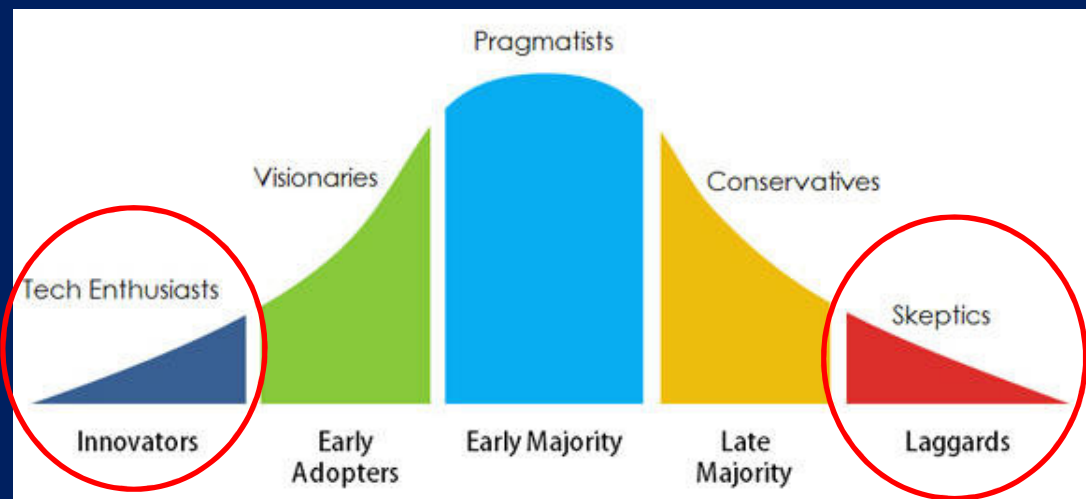 Pragmatists
Visionaries
Conservatives
Tech Enthusiasts
Skeptics
Innovators
Early
Adopters
Early Majority
Late
Majority
Laggards